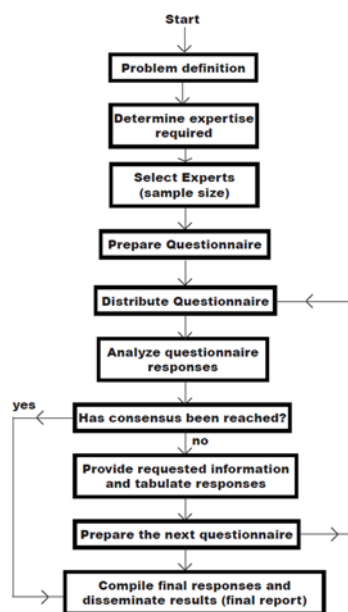 Start
Problem definition
Determine expertise
required
Select Experts
(sample size)
Prepare Questionnaire
Distribute Questionnaire
Analyze questionnaire
responses
yes
Has consensus been reached?
no
Provide requested information
and tabulate responses
Prepare the next questionnaire
Compile final responses and
disseminate results (final report)